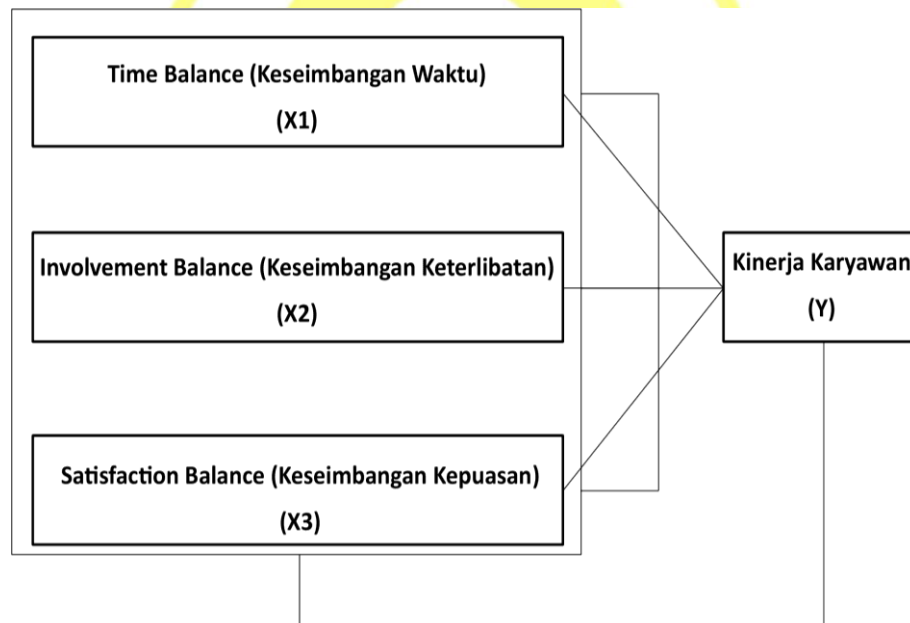 Time Balance (Keseimbangan Waktu)
(X1)
Involvement Balance (Keseimbangan Keterlibatan)
(X2)
Kinerja Karyawan
(Y)
Satisfaction Balance (Keseimbangan Kepuasan)
(X3)